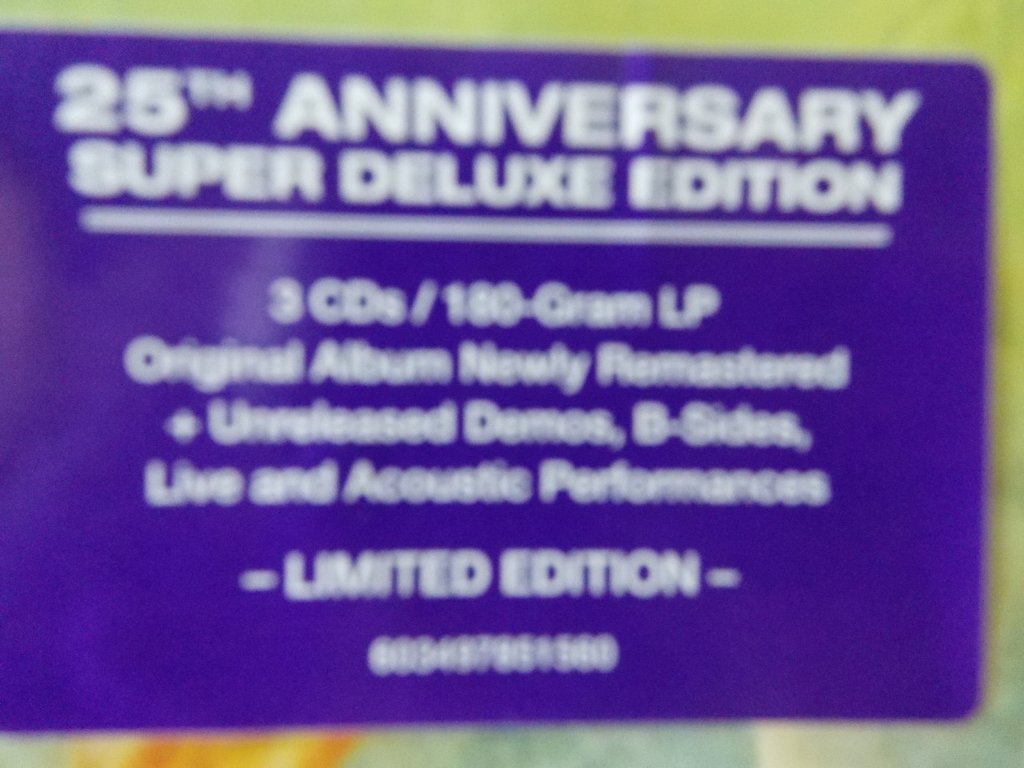 25TH ANNIVERSARY
SUPER DELUXE EDITION
3 CDs / 180-Gram LP
Original Album Newly Remastered
+ Unreleased Demos, B-Sides,
Live and Acoustic Performances
– LIMITED EDITION –